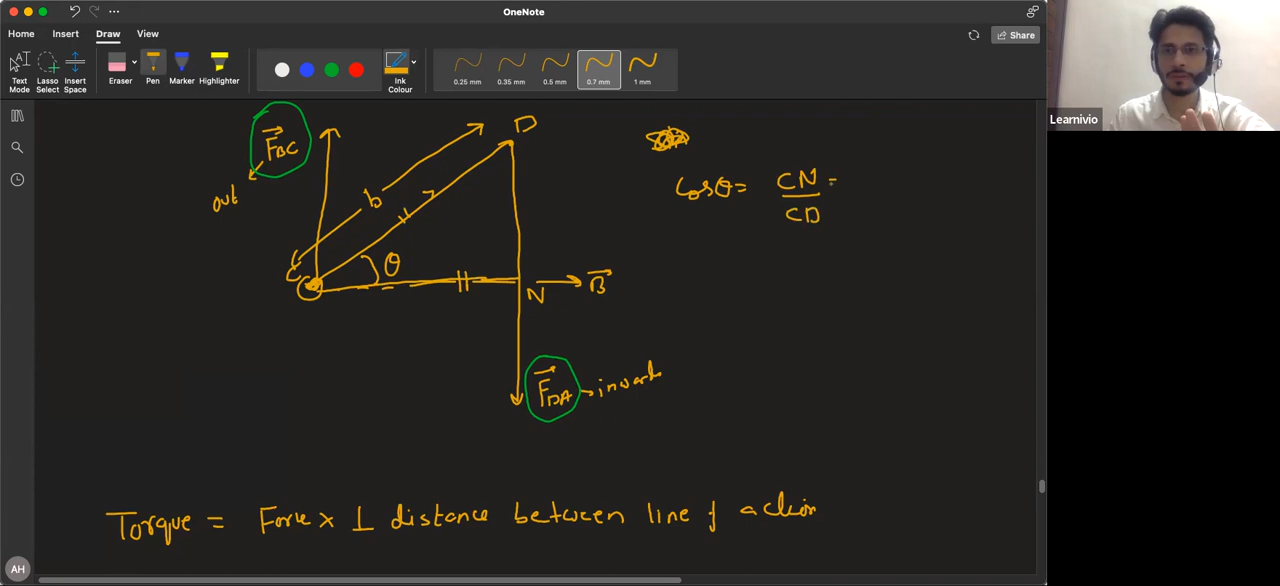 OneNote
Home Insert Draw View
Share
Text Mode
Lasso Select
Insert Space
Eraser
Pen
Marker
Highlighter
Ink Colour
0.25 mm
0.35 mm
0.5 mm
0.7 mm
1 mm
Learnivio
F BC
out
D
b
C
θ
N
B
Cosθ = CN
CD
=
F DA
inward
Torque = Force × ⊥ distance between line of action
AH